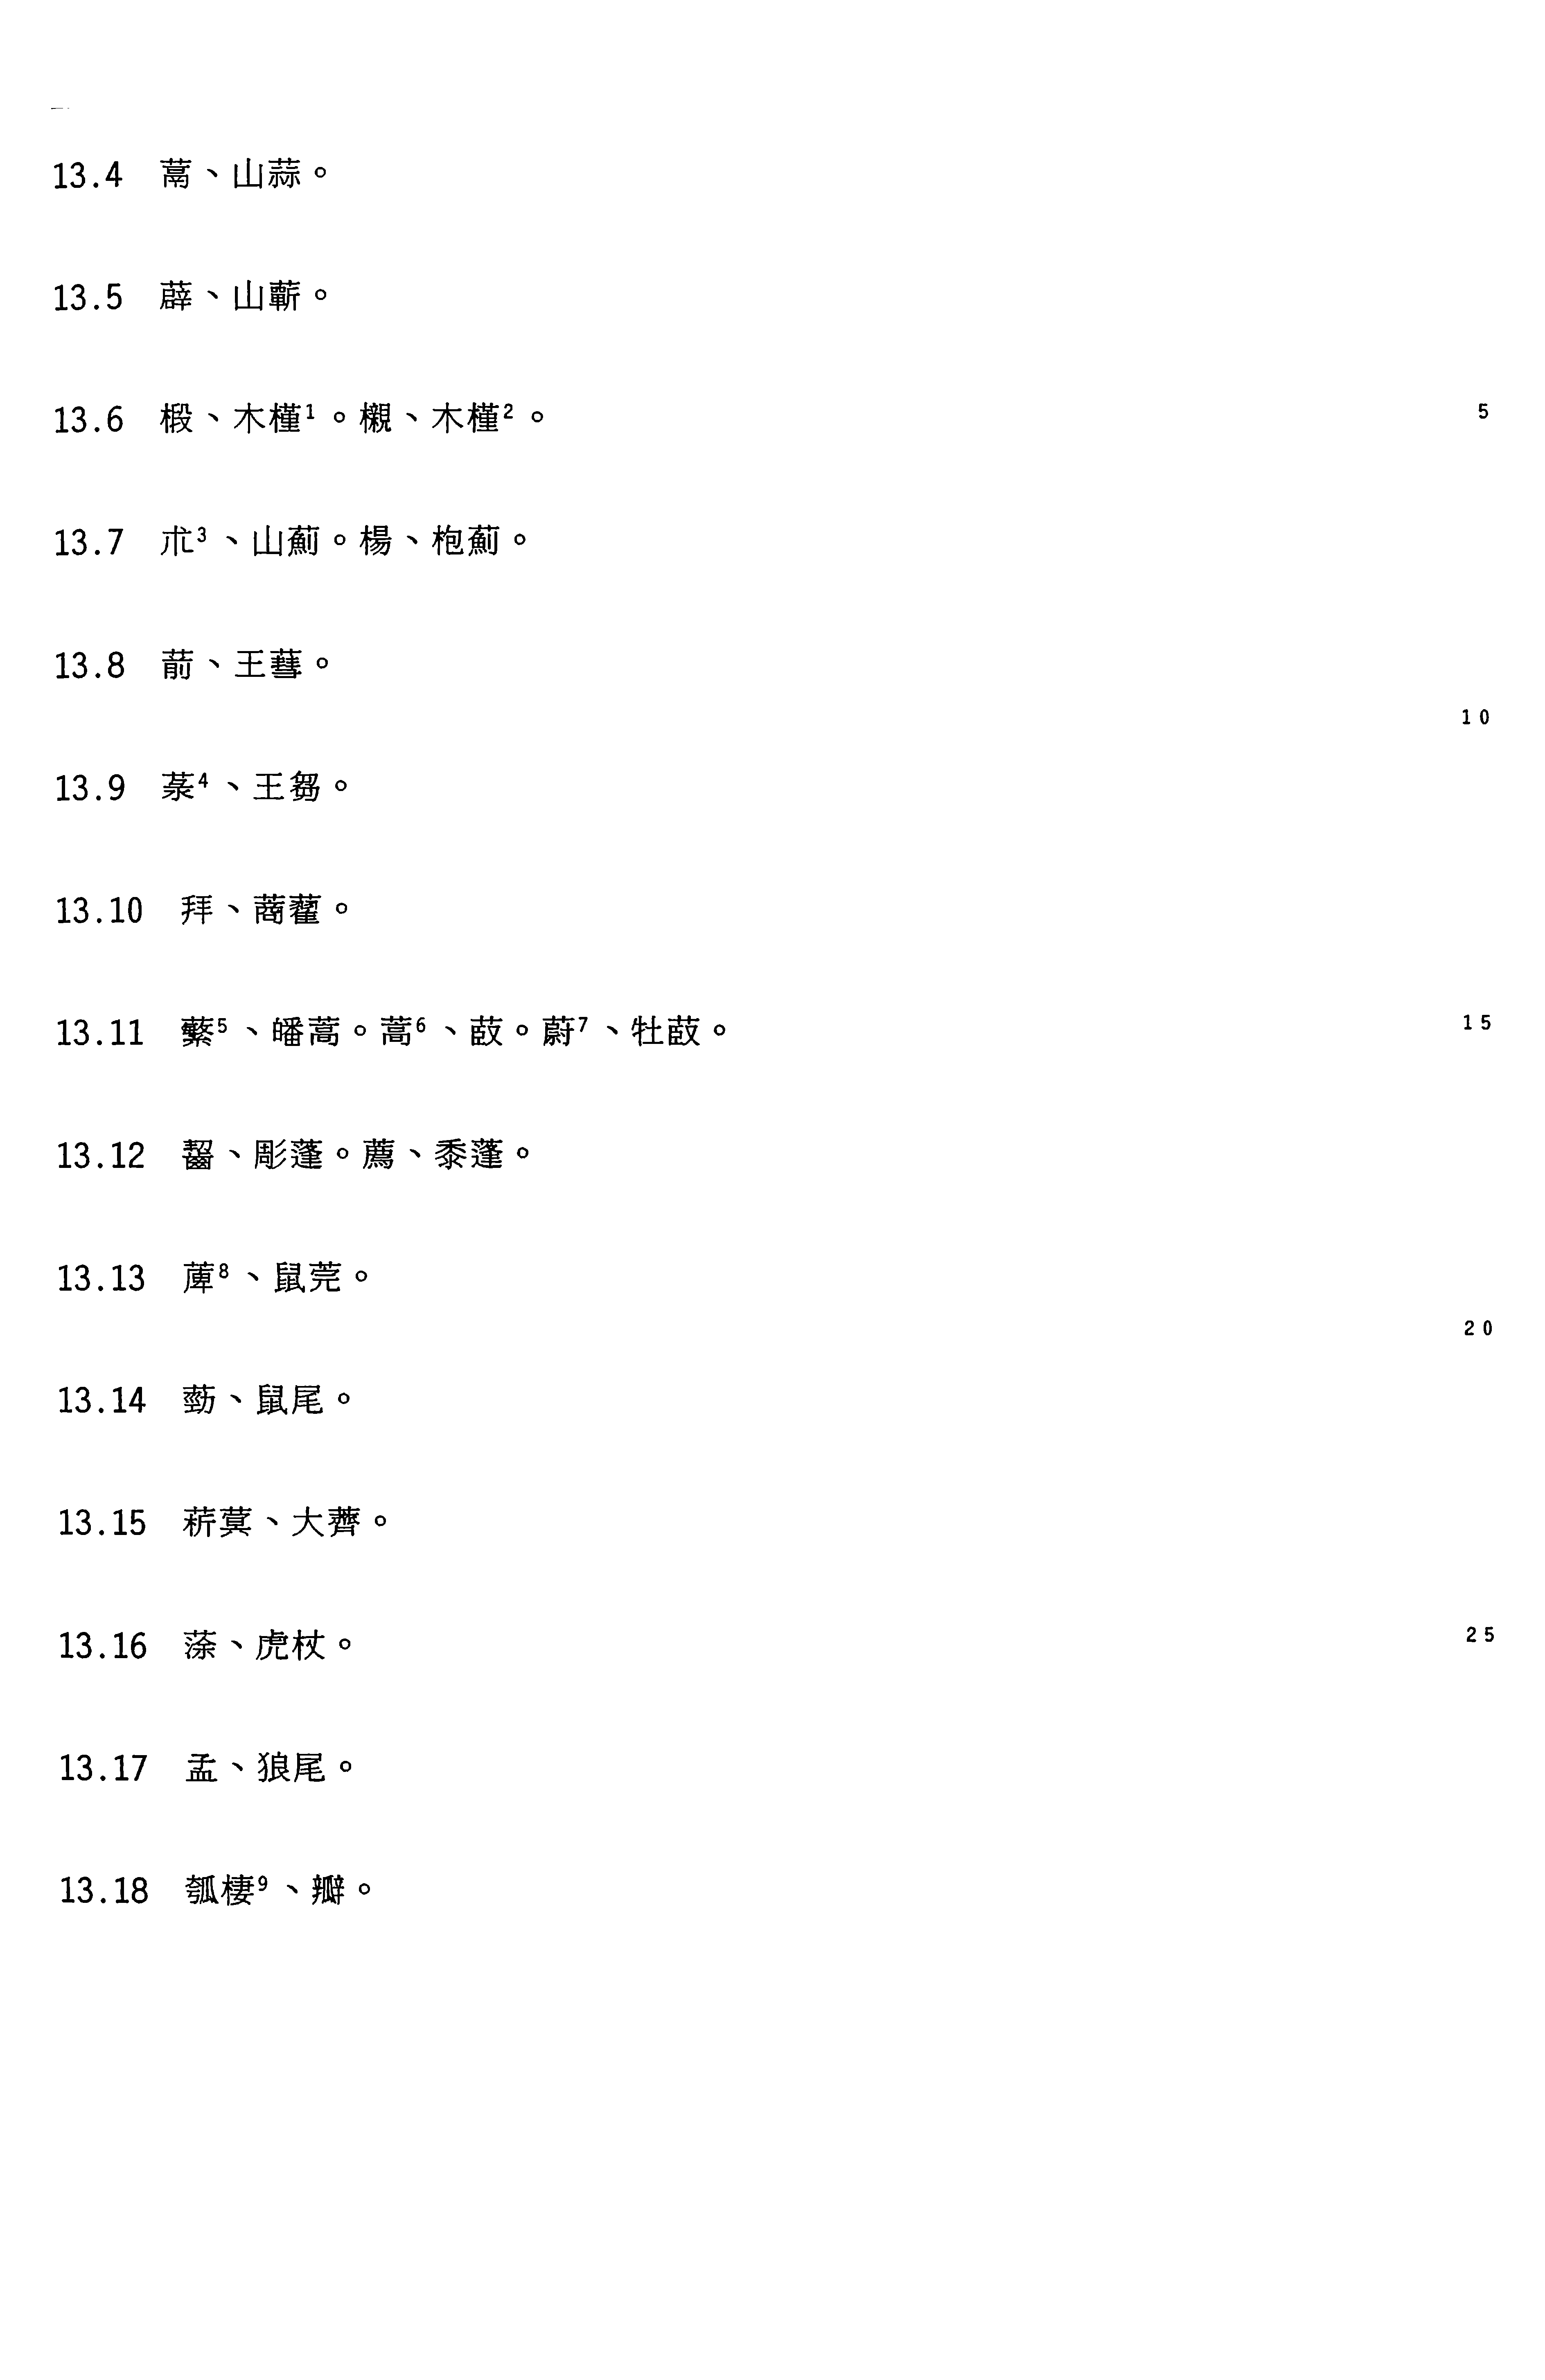 13.4 蒚、山蒜。
13.5 薜、山蘄。
13.6 椴、木槿¹。櫬、木槿²。
5
13.7 朮³、山薊。楊、枹薊。
13.8 葥、王蔧。
10
13.9 菉⁴、王芻。
13.10 拜、蔏藋。
13.11 蘩⁵、皤蒿。蒿⁶、菣。蔚⁷、牡菣。
15
13.12 齧、彫蓬。薦、黍蓬。
13.13 ⁸、鼠莞。
20
13.14 葝、鼠尾。
13.15 菥蓂、大薺。
13.16 蒤、虎杖。
25
13.17 孟、狼尾。
13.18 瓠棲⁹、瓣。